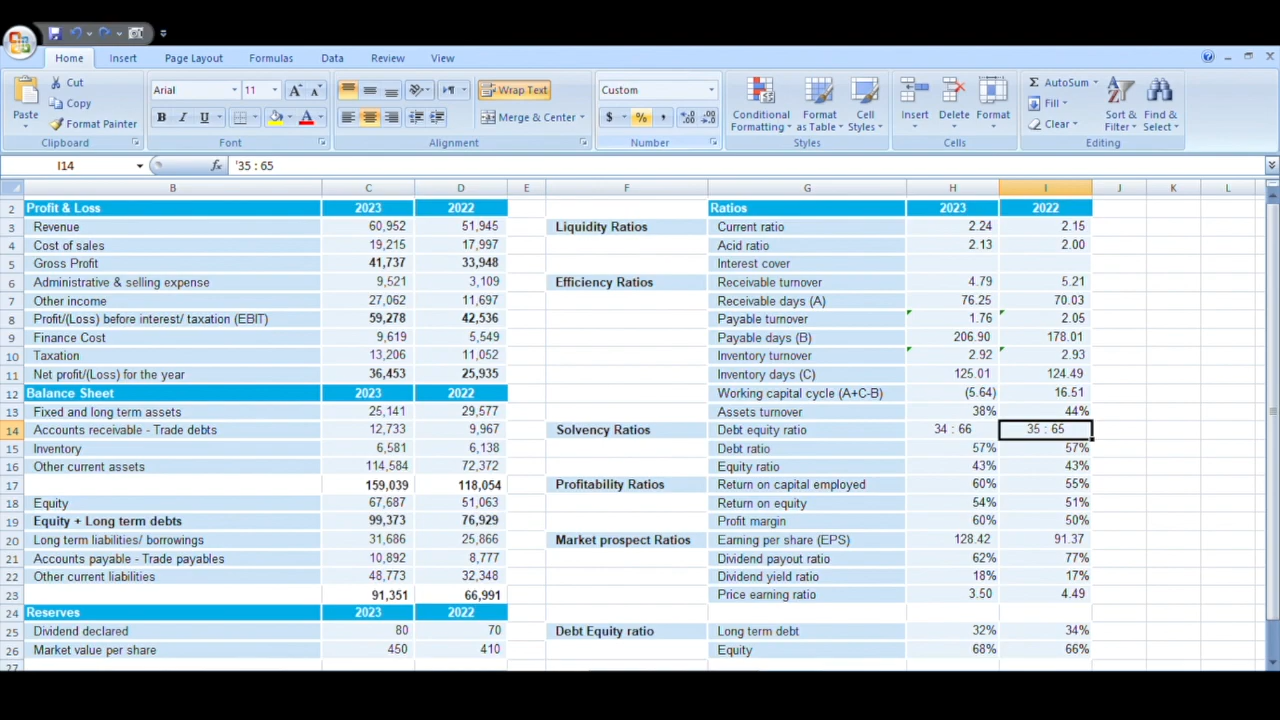 Home Insert Page Layout Formulas Data Review View
Paste Cut Copy Format Painter Clipboard
Arial 11 B I U A A A Font
Wrap Text Merge & Center Alignment
Custom $ % , Number
Conditional Formatting Format as Table Cell Styles Styles
Insert Delete Format Cells
Σ AutoSum Fill Clear Sort & Filter Find & Select Editing
I14 fx '35 : 65
B C D E F G H I J K L
2 Profit & Loss 2023 2022 Ratios 2023 2022
3 Revenue 60,952 51,945 Liquidity Ratios Current ratio 2.24 2.15
4 Cost of sales 19,215 17,997 Acid ratio 2.13 2.00
5 Gross Profit 41,737 33,948 Interest cover
6 Administrative & selling expense 9,521 3,109 Efficiency Ratios Receivable turnover 4.79 5.21
7 Other income 27,062 11,697 Receivable days (A) 76.25 70.03
8 Profit/(Loss) before interest/ taxation (EBIT) 59,278 42,536 Payable turnover 1.76 2.05
9 Finance Cost 9,619 5,549 Payable days (B) 206.90 178.01
10 Taxation 13,206 11,052 Inventory turnover 2.92 2.93
11 Net profit/(Loss) for the year 36,453 25,935 Inventory days (C) 125.01 124.49
12 Balance Sheet 2023 2022 Working capital cycle (A+C-B) (5.64) 16.51
13 Fixed and long term assets 25,141 29,577 Assets turnover 38% 44%
14 Accounts receivable - Trade debts 12,733 9,967 Solvency Ratios Debt equity ratio 34 : 66 35 : 65
15 Inventory 6,581 6,138 Debt ratio 57% 57%
16 Other current assets 114,584 72,372 Equity ratio 43% 43%
17 159,039 118,054 Profitability Ratios Return on capital employed 60% 55%
18 Equity 67,687 51,063 Return on equity 54% 51%
19 Equity + Long term debts 99,373 76,929 Profit margin 60% 50%
20 Long term liabilities/ borrowings 31,686 25,866 Market prospect Ratios Earning per share (EPS) 128.42 91.37
21 Accounts payable - Trade payables 10,892 8,777 Dividend payout ratio 62% 77%
22 Other current liabilities 48,773 32,348 Dividend yield ratio 18% 17%
23 91,351 66,991 Price earning ratio 3.50 4.49
24 Reserves 2023 2022
25 Dividend declared 80 70 Debt Equity ratio Long term debt 32% 34%
26 Market value per share 450 410 Equity 68% 66%
27